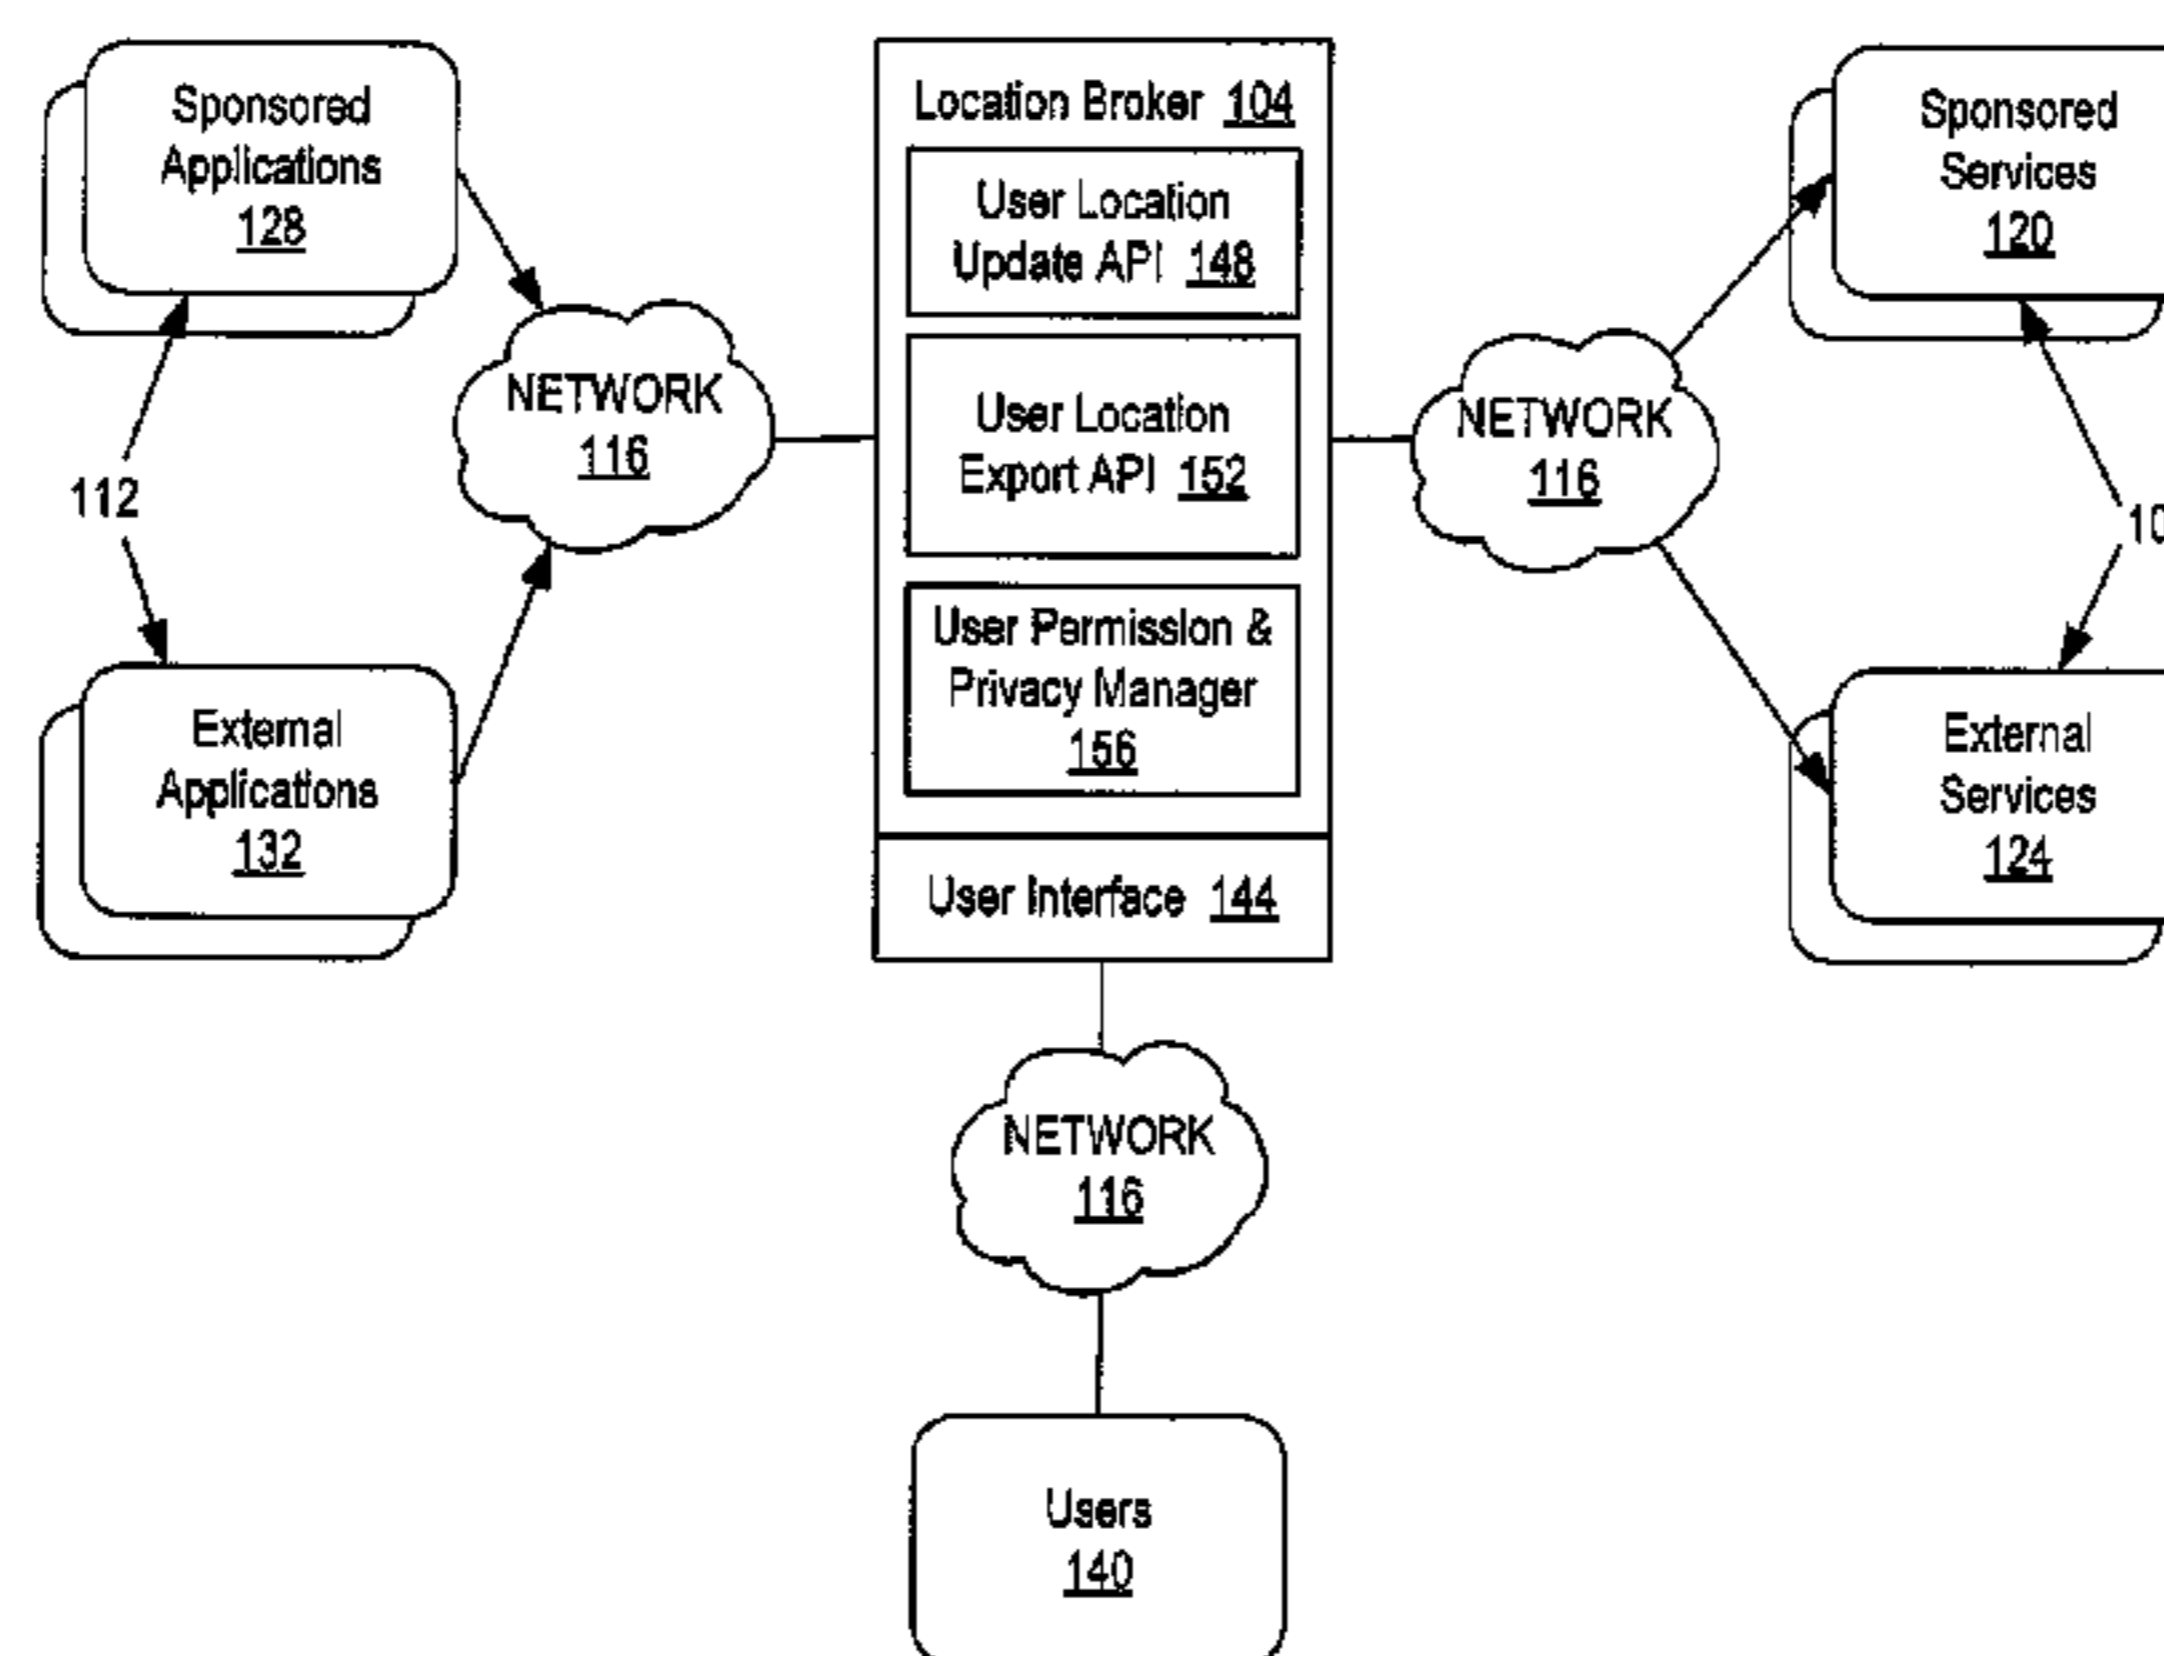 Sponsored
Applications
128
112
External
Applications
132
NETWORK
116
Location Broker 104
User Location
Update API 148
User Location
Export API 152
User Permission &
Privacy Manager
156
User Interface 144
NETWORK
116
Users
140
NETWORK
116
Sponsored
Services
120
External
Services
124